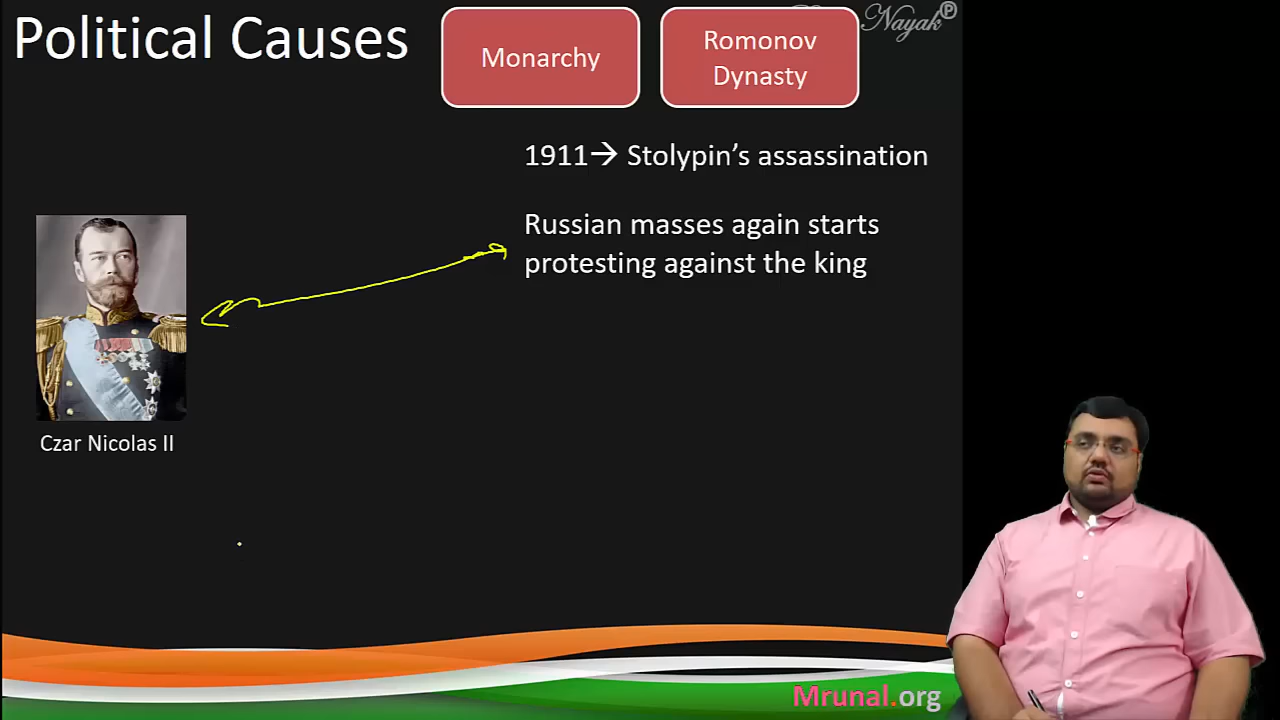 Political Causes
Monarchy
Romonov
Dynasty
Nayak
1911→ Stolypin’s assassination
Russian masses again starts
protesting against the king
Czar Nicolas II
Mrunal.org